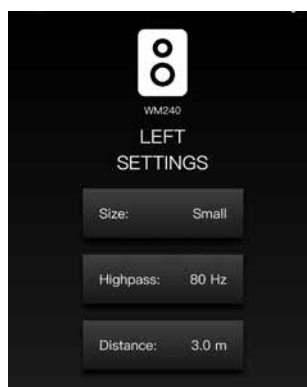 WM240
LEFT
SETTINGS
Size: Small
Highpass: 80 Hz
Distance: 3.0 m